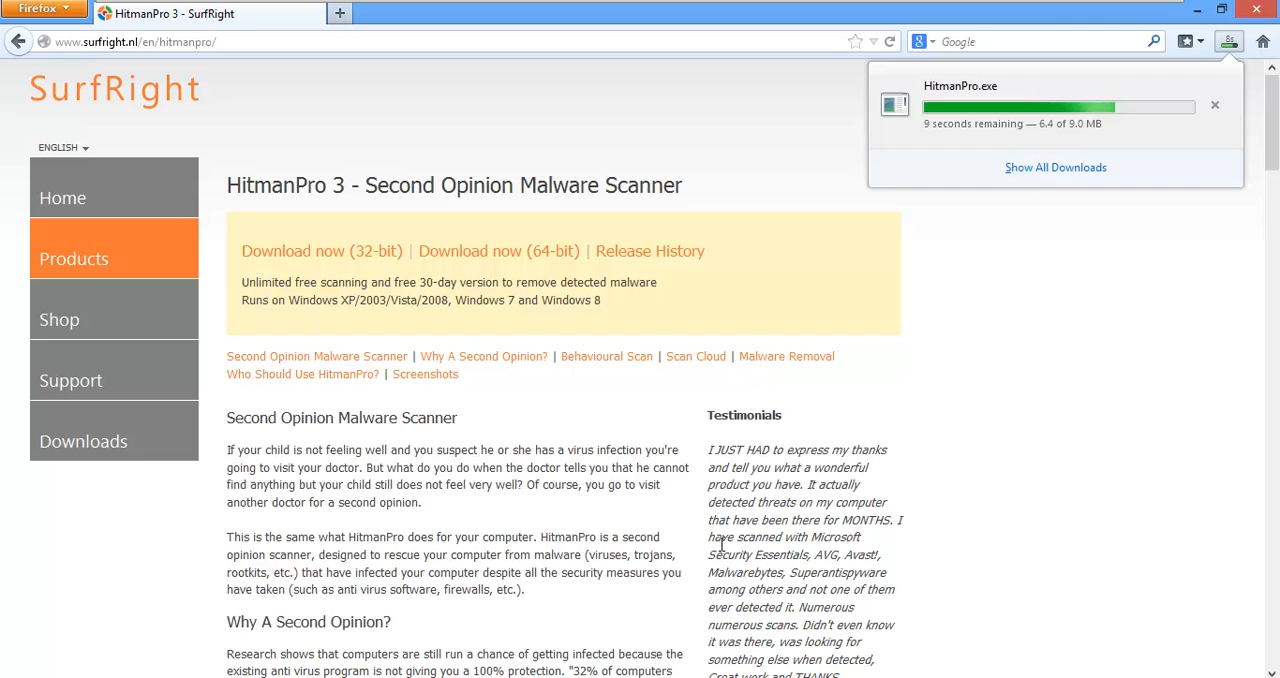 Firefox
HitmanPro 3 - SurfRight
www.surfright.nl/en/hitmanpro/
Google
8s
HitmanPro.exe
9 seconds remaining — 6.4 of 9.0 MB
Show All Downloads
SurfRight
ENGLISH
Home
Products
Shop
Support
Downloads
HitmanPro 3 - Second Opinion Malware Scanner
Download now (32-bit) | Download now (64-bit) | Release History
Unlimited free scanning and free 30-day version to remove detected malware
Runs on Windows XP/2003/Vista/2008, Windows 7 and Windows 8
Second Opinion Malware Scanner | Why A Second Opinion? | Behavioural Scan | Scan Cloud | Malware Removal
Who Should Use HitmanPro? | Screenshots
Second Opinion Malware Scanner
If your child is not feeling well and you suspect he or she has a virus infection you're
going to visit your doctor. But what do you do when the doctor tells you that he cannot
find anything but your child still does not feel very well? Of course, you go to visit
another doctor for a second opinion.
This is the same what HitmanPro does for your computer. HitmanPro is a second
opinion scanner, designed to rescue your computer from malware (viruses, trojans,
rootkits, etc.) that have infected your computer despite all the security measures you
have taken (such as anti virus software, firewalls, etc.).
Why A Second Opinion?
Research shows that computers are still run a chance of getting infected because the
existing anti virus program is not giving you a 100% protection. "32% of computers
Testimonials
I JUST HAD to express my thanks
and tell you what a wonderful
product you have. It actually
detected threats on my computer
that have been there for MONTHS. I
have scanned with Microsoft
Security Essentials, AVG, Avast!,
Malwarebytes, Superantispyware
among others and not one of them
ever detected it. Numerous
numerous scans. Didn't even know
it was there, was looking for
something else when detected,
Great work and THANKS